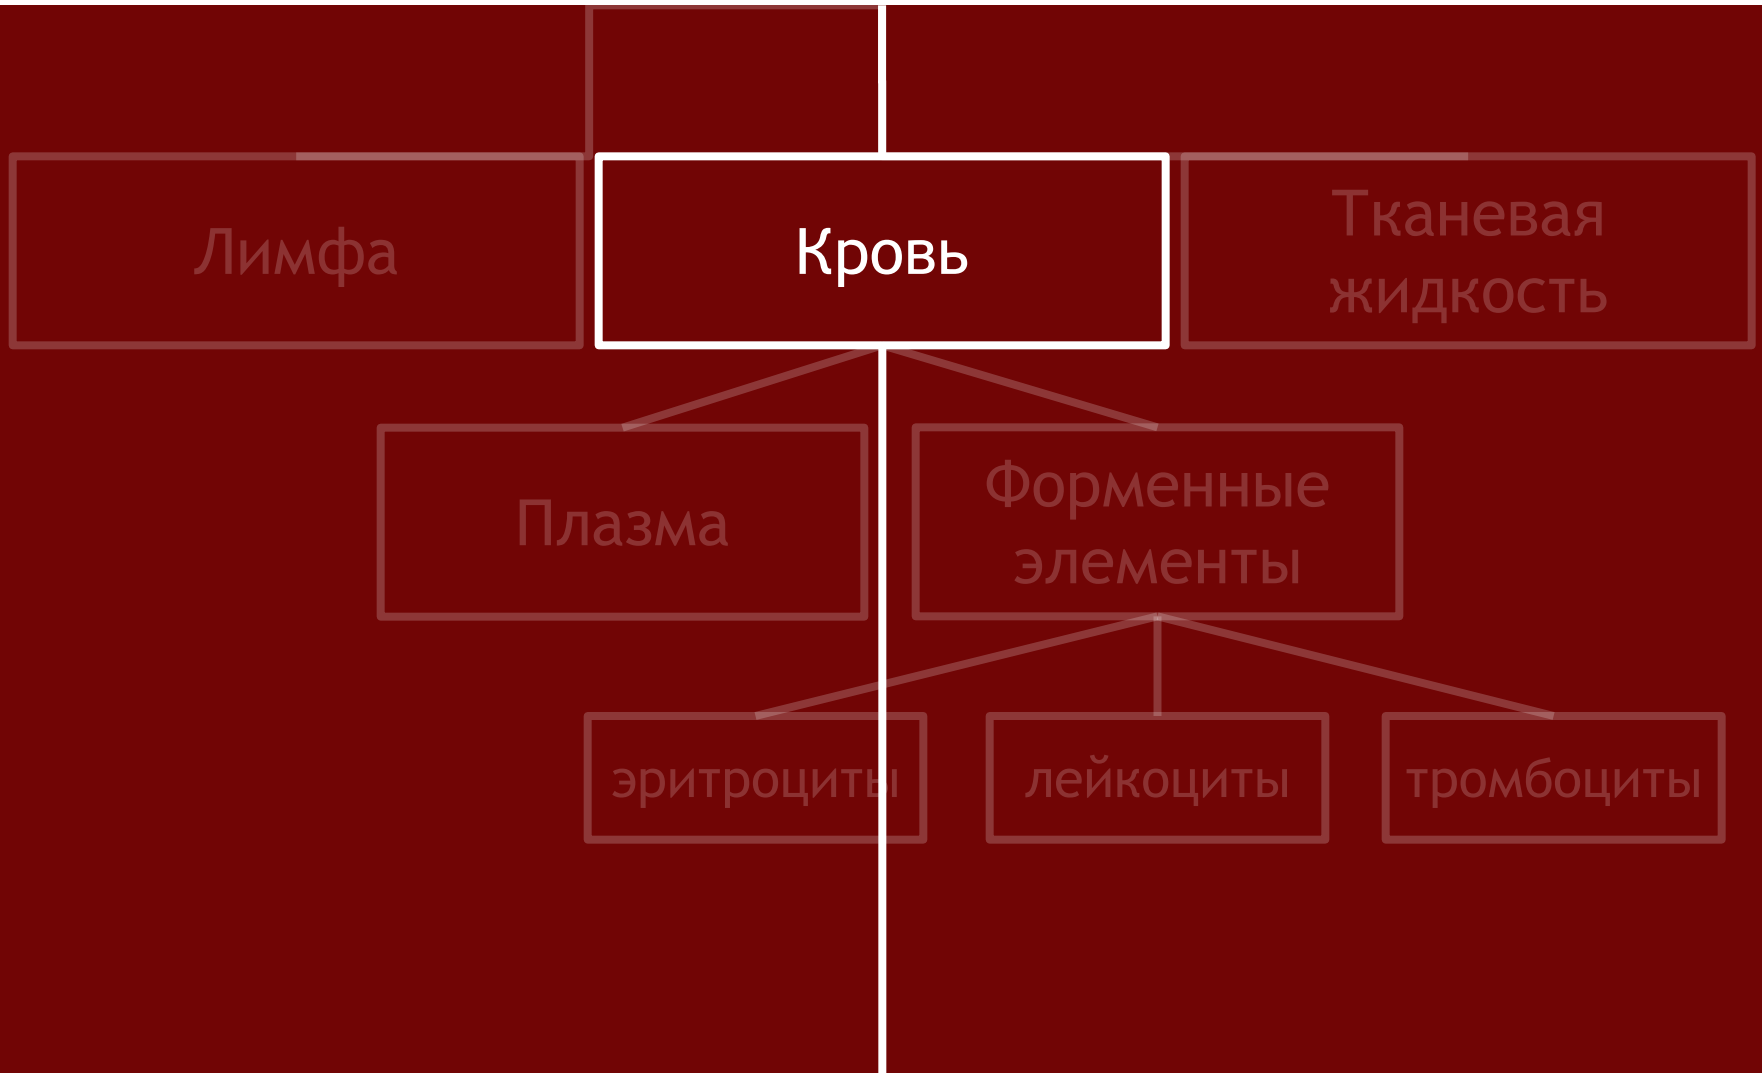 Лимфа
Кровь
Тканевая
жидкость
Плазма
Форменные
элементы
эритроциты
лейкоциты
тромбоциты